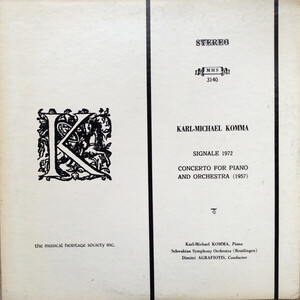 STEREO
MHS
3140
KARL-MICHAEL KOMMA
SIGNALE 1972
CONCERTO FOR PIANO
AND ORCHESTRA (1957)
K
the musical heritage society inc.
Karl-Michael KOMMA, Piano
Schwabian Symphony Orchestra (Reutlingen)
Dimitri AGRAFIOTIS, Conductor